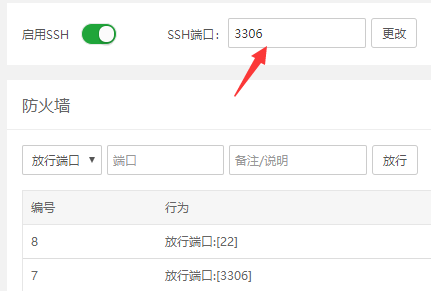 启用SSH SSH端口： 3306 更改
防火墙
放行端口 端口 备注/说明 放行
编号 行为
8 放行端口:[22]
7 放行端口:[3306]